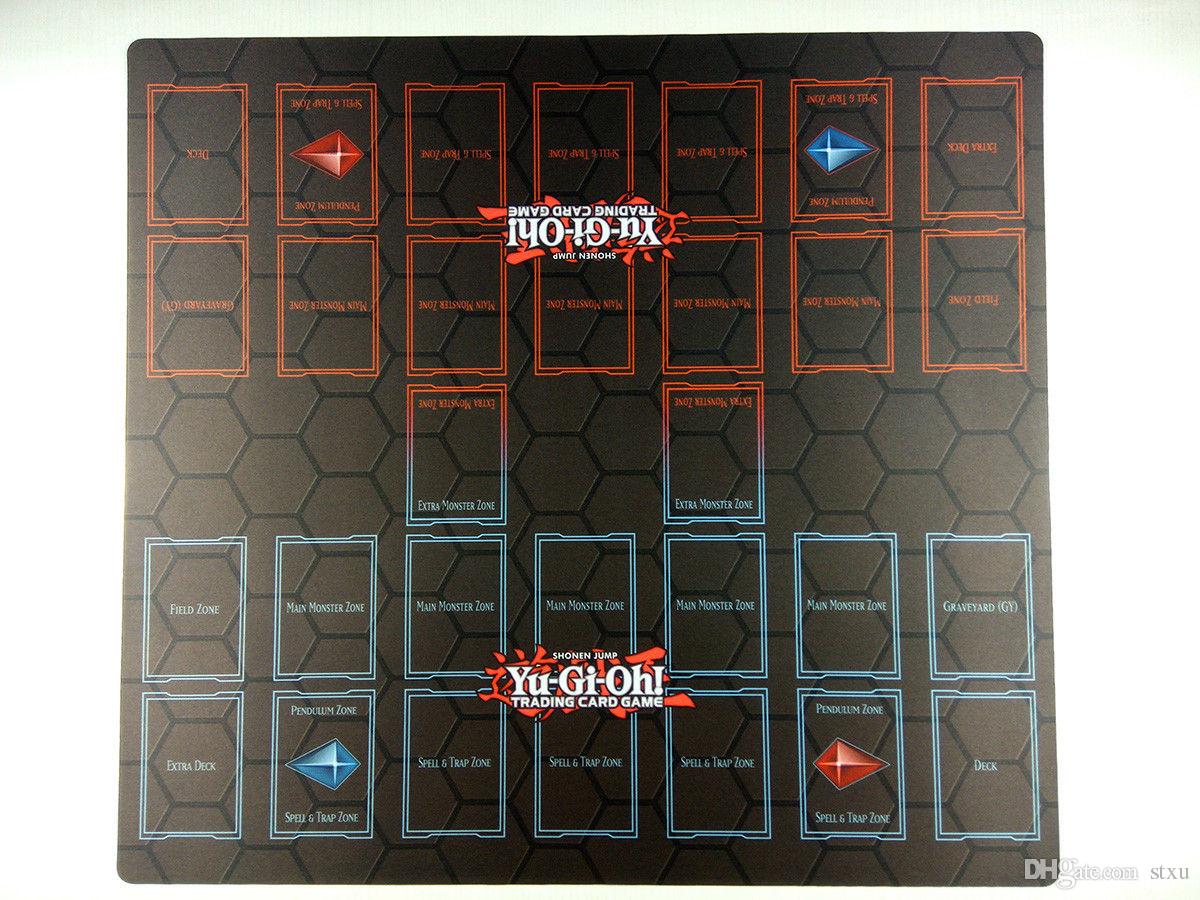 SPELL & TRAP ZONE
SPELL & TRAP ZONE
DECK
SPELL & TRAP ZONE
SPELL & TRAP ZONE
SPELL & TRAP ZONE
EXTRA DECK
PENDULUM ZONE
PENDULUM ZONE
TRADING CARD GAME
Yu-Gi-Oh!
SHONEN JUMP
GRAVEYARD (GY)
MAIN MONSTER ZONE
MAIN MONSTER ZONE
MAIN MONSTER ZONE
MAIN MONSTER ZONE
MAIN MONSTER ZONE
FIELD ZONE
EXTRA MONSTER ZONE
EXTRA MONSTER ZONE
EXTRA MONSTER ZONE
EXTRA MONSTER ZONE
FIELD ZONE
MAIN MONSTER ZONE
MAIN MONSTER ZONE
MAIN MONSTER ZONE
MAIN MONSTER ZONE
MAIN MONSTER ZONE
GRAVEYARD (GY)
SHONEN JUMP
Yu-Gi-Oh!
TRADING CARD GAME
PENDULUM ZONE
PENDULUM ZONE
EXTRA DECK
SPELL & TRAP ZONE
SPELL & TRAP ZONE
SPELL & TRAP ZONE
DECK
SPELL & TRAP ZONE
SPELL & TRAP ZONE
DHgate.com stxu